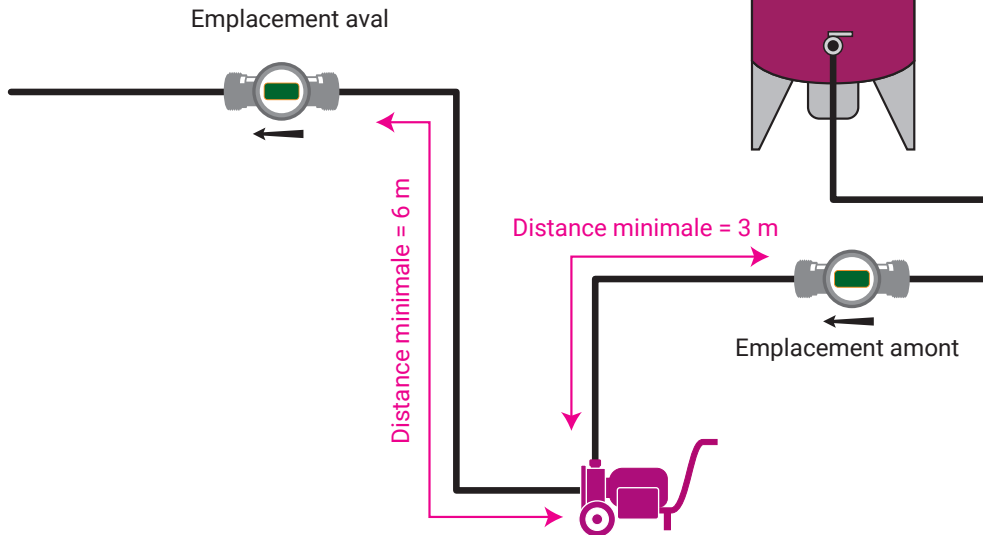 Emplacement aval
Distance minimale = 6 m
Distance minimale = 3 m
Emplacement amont